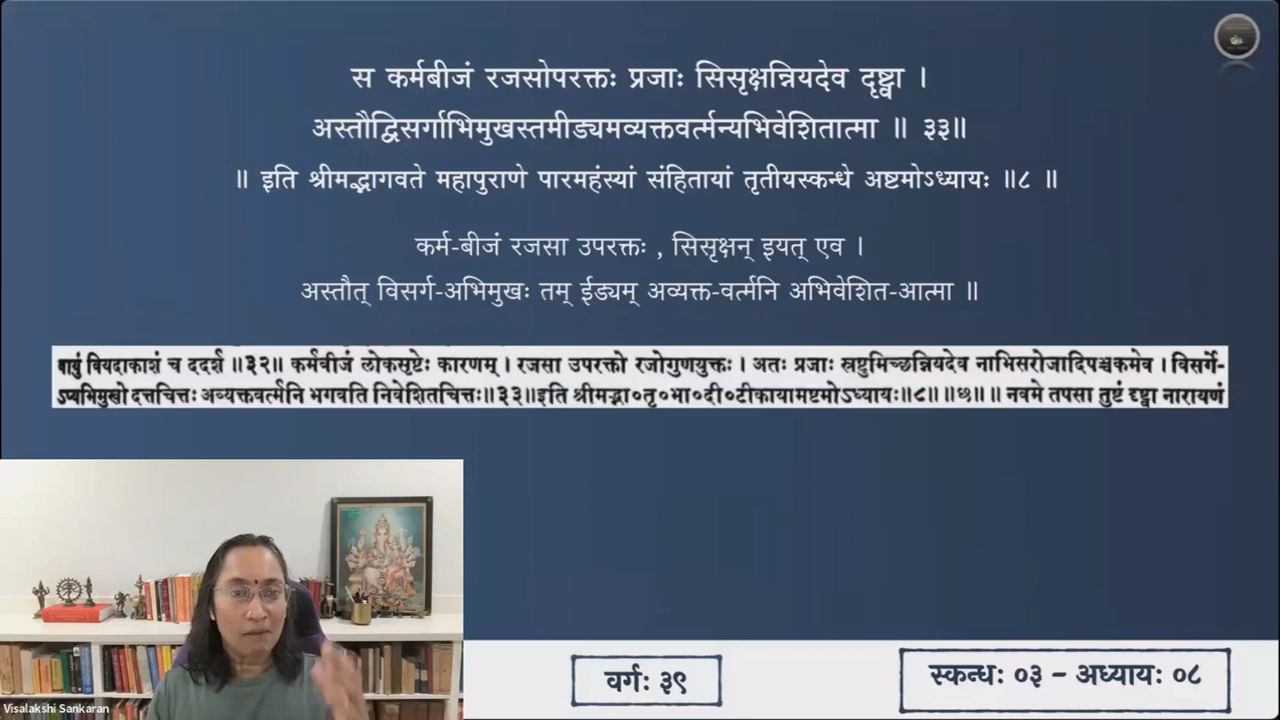 स कर्मबीजं रजसोपरक्तः प्रजाः सिसृक्षन्नियदेव दृष्ट्वा ।
अस्तौद्विसर्गाभिमुखस्तमीड्यमव्यक्तवर्त्मन्यभिवेशितात्मा ॥ ३३॥
॥ इति श्रीमद्भागवते महापुराणे पारमहंस्यां संहितायां तृतीयस्कन्धे अष्टमोऽध्यायः ॥८ ॥
कर्म-बीजं रजसा उपरक्तः , सिसृक्षन् इयत् एव ।
अस्तौत् विसर्ग-अभिमुखः तम् ईड्यम् अव्यक्त-वर्त्मनि अभिवेशित-आत्मा ॥
वायुं वियदाकाशं च ददर्श ॥३२॥ कर्मबीजं लोकसृष्टेः कारणम् । रजसा उपरक्तो रजोगुणयुक्तः । अतः प्रजाः स्रष्टुमिच्छन्नियदेव नाभिसरोजादिपञ्चकमेव । विसर्गे-
ऽप्यभिमुखो दत्तचित्तः अव्यक्तवर्त्मनि भगवति निवेशितचित्तः॥३३॥इति श्रीमद्भा०तृ०भा०दी०टीकायामष्टमोऽध्यायः॥८॥ ॥छ॥ ॥ नवमे तपसा तुष्टं दृष्ट्वा नारायणं
Visalakshi Sankaran
वर्गः ३९
स्कन्धः ०३ – अध्यायः ०८